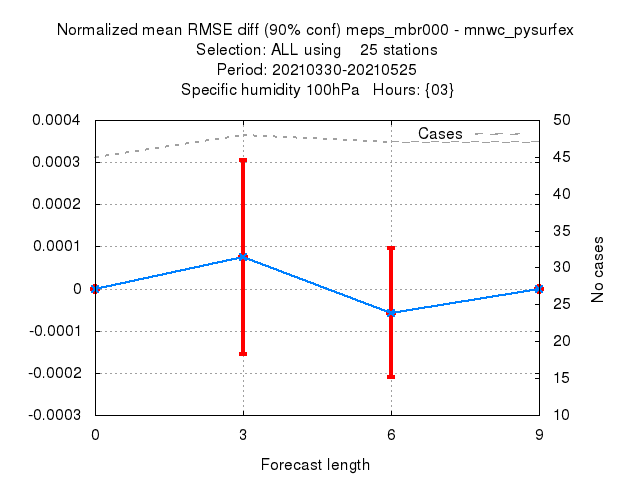 Normalized mean RMSE diff (90% conf) meps_mbr000 - mnwc_pysurfex
Selection: ALL using    25 stations
Period: 20210330-20210525
Specific humidity 100hPa   Hours: {03}
0.0004
0.0003
0.0002
0.0001
0
-0.0001
-0.0002
-0.0003
Cases
50
45
40
35
30
25
20
15
10
No cases
0 3 6 9
Forecast length